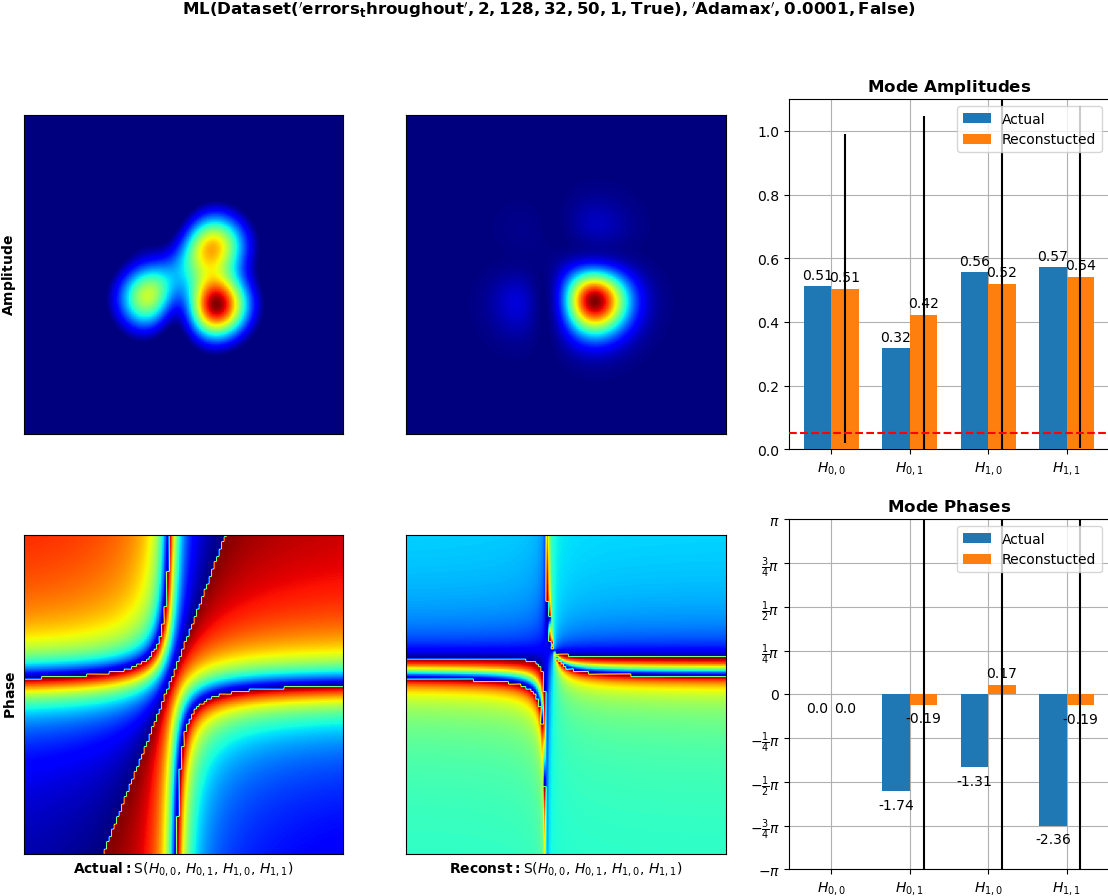 ML(Dataset('errors_throughout', 2, 128, 32, 50, 1, True), 'Adamax', 0.0001, False)
Amplitude
Mode Amplitudes
Actual
Reconstucted
1.0
0.8
0.6
0.4
0.2
0.0
0.51
0.51
0.32
0.42
0.56
0.52
0.57
0.54
H0,0
H0,1
H1,0
H1,1
Phase
Actual: S(H0,0, H0,1, H1,0, H1,1)
Reconst: S(H0,0, H0,1, H1,0, H1,1)
Mode Phases
Actual
Reconstucted
π
3/4π
1/2π
1/4π
0
−1/4π
−1/2π
−3/4π
−π
0.0
0.0
-1.74
-0.19
-1.31
0.17
-2.36
-0.19
H0,0
H0,1
H1,0
H1,1